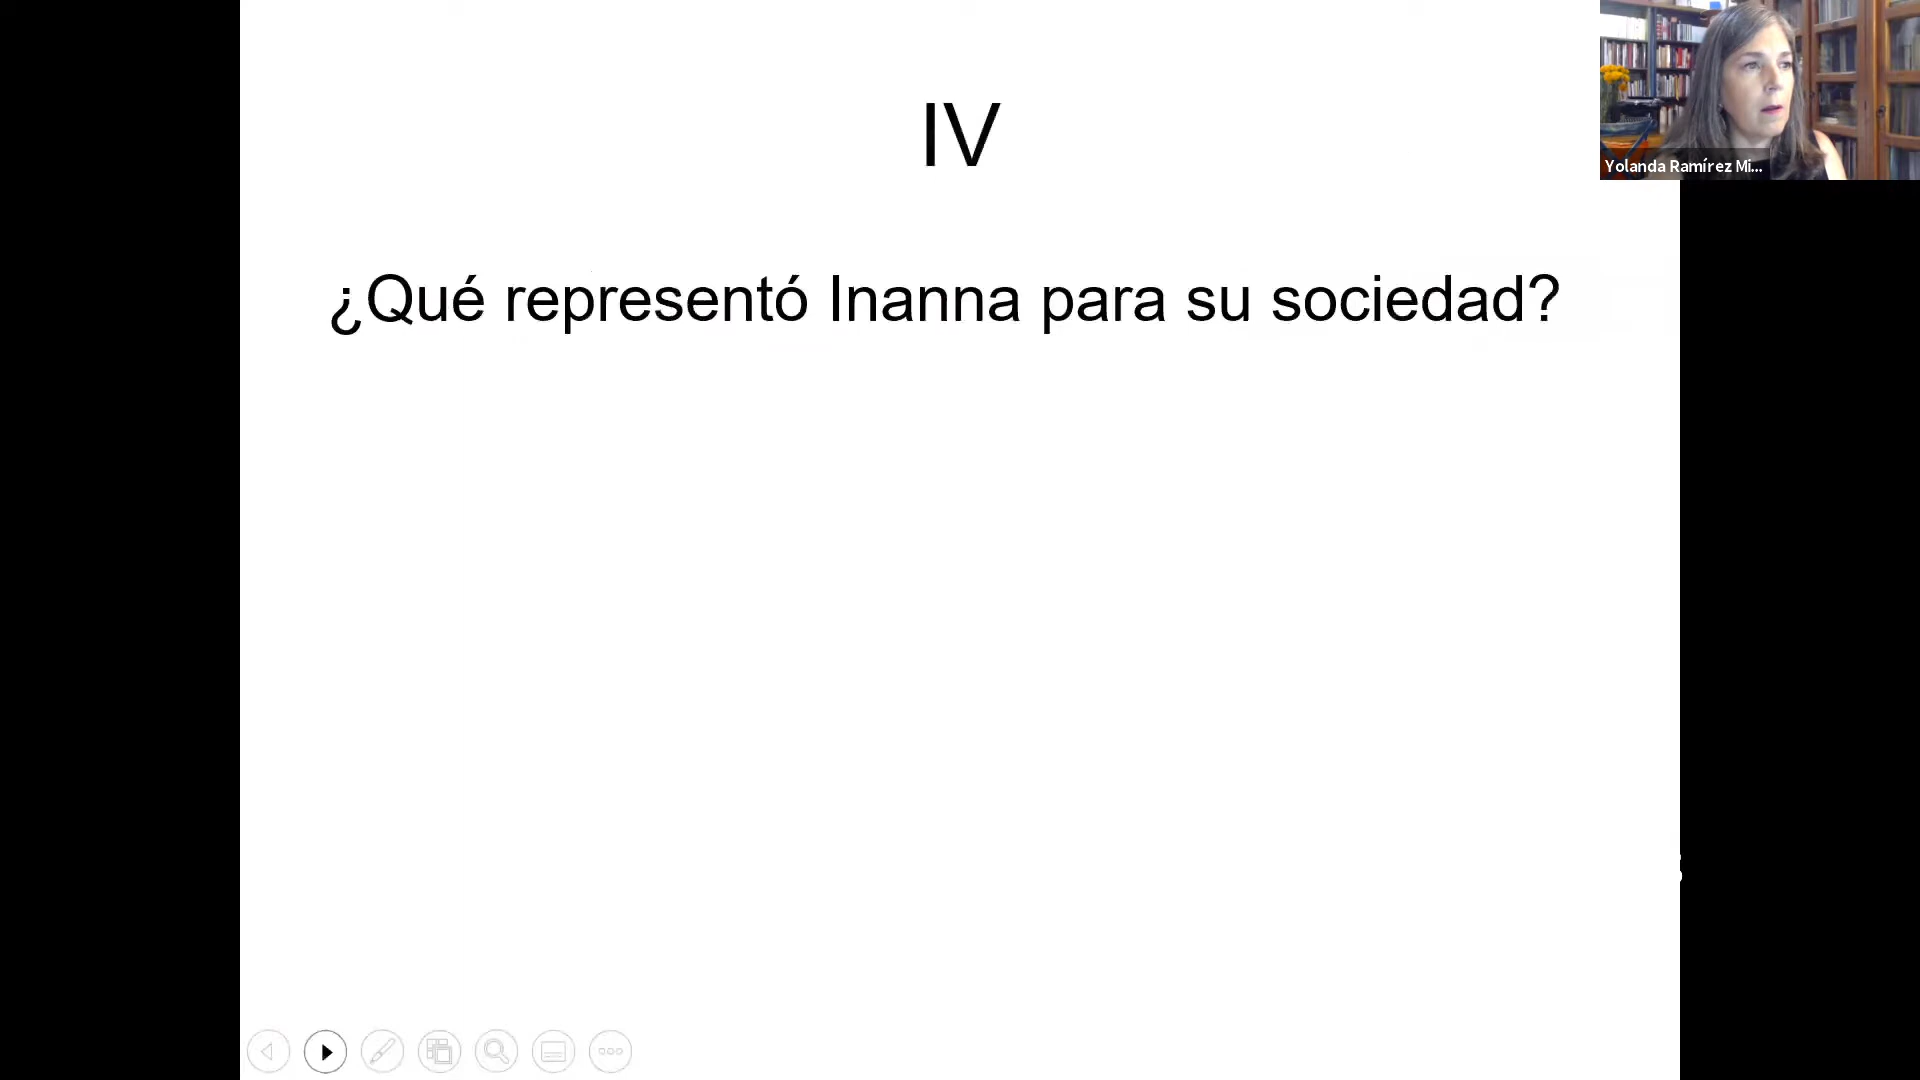 IV
¿Qué representó Inanna para su sociedad?
Yolanda Ramírez Mi...